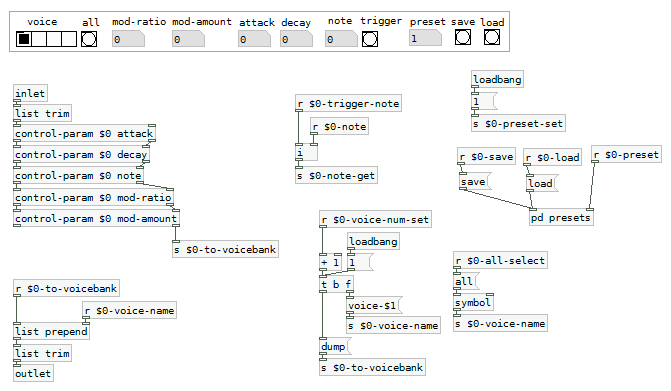 voice all mod-ratio mod-amount attack decay note trigger preset save load
0 0 0 0 0 1
inlet
list trim
control-param $0 attack
control-param $0 decay
control-param $0 note
control-param $0 mod-ratio
control-param $0 mod-amount
s $0-to-voicebank
r $0-to-voicebank
r $0-voice-name
list prepend
list trim
outlet
r $0-trigger-note
r $0-note
i
s $0-note-get
r $0-voice-num-set
loadbang
+ 1
1
t b f
voice-$1
s $0-voice-name
dump
s $0-to-voicebank
loadbang
1
s $0-preset-set
r $0-save
r $0-load
r $0-preset
save
load
pd presets
r $0-all-select
all
symbol
s $0-voice-name